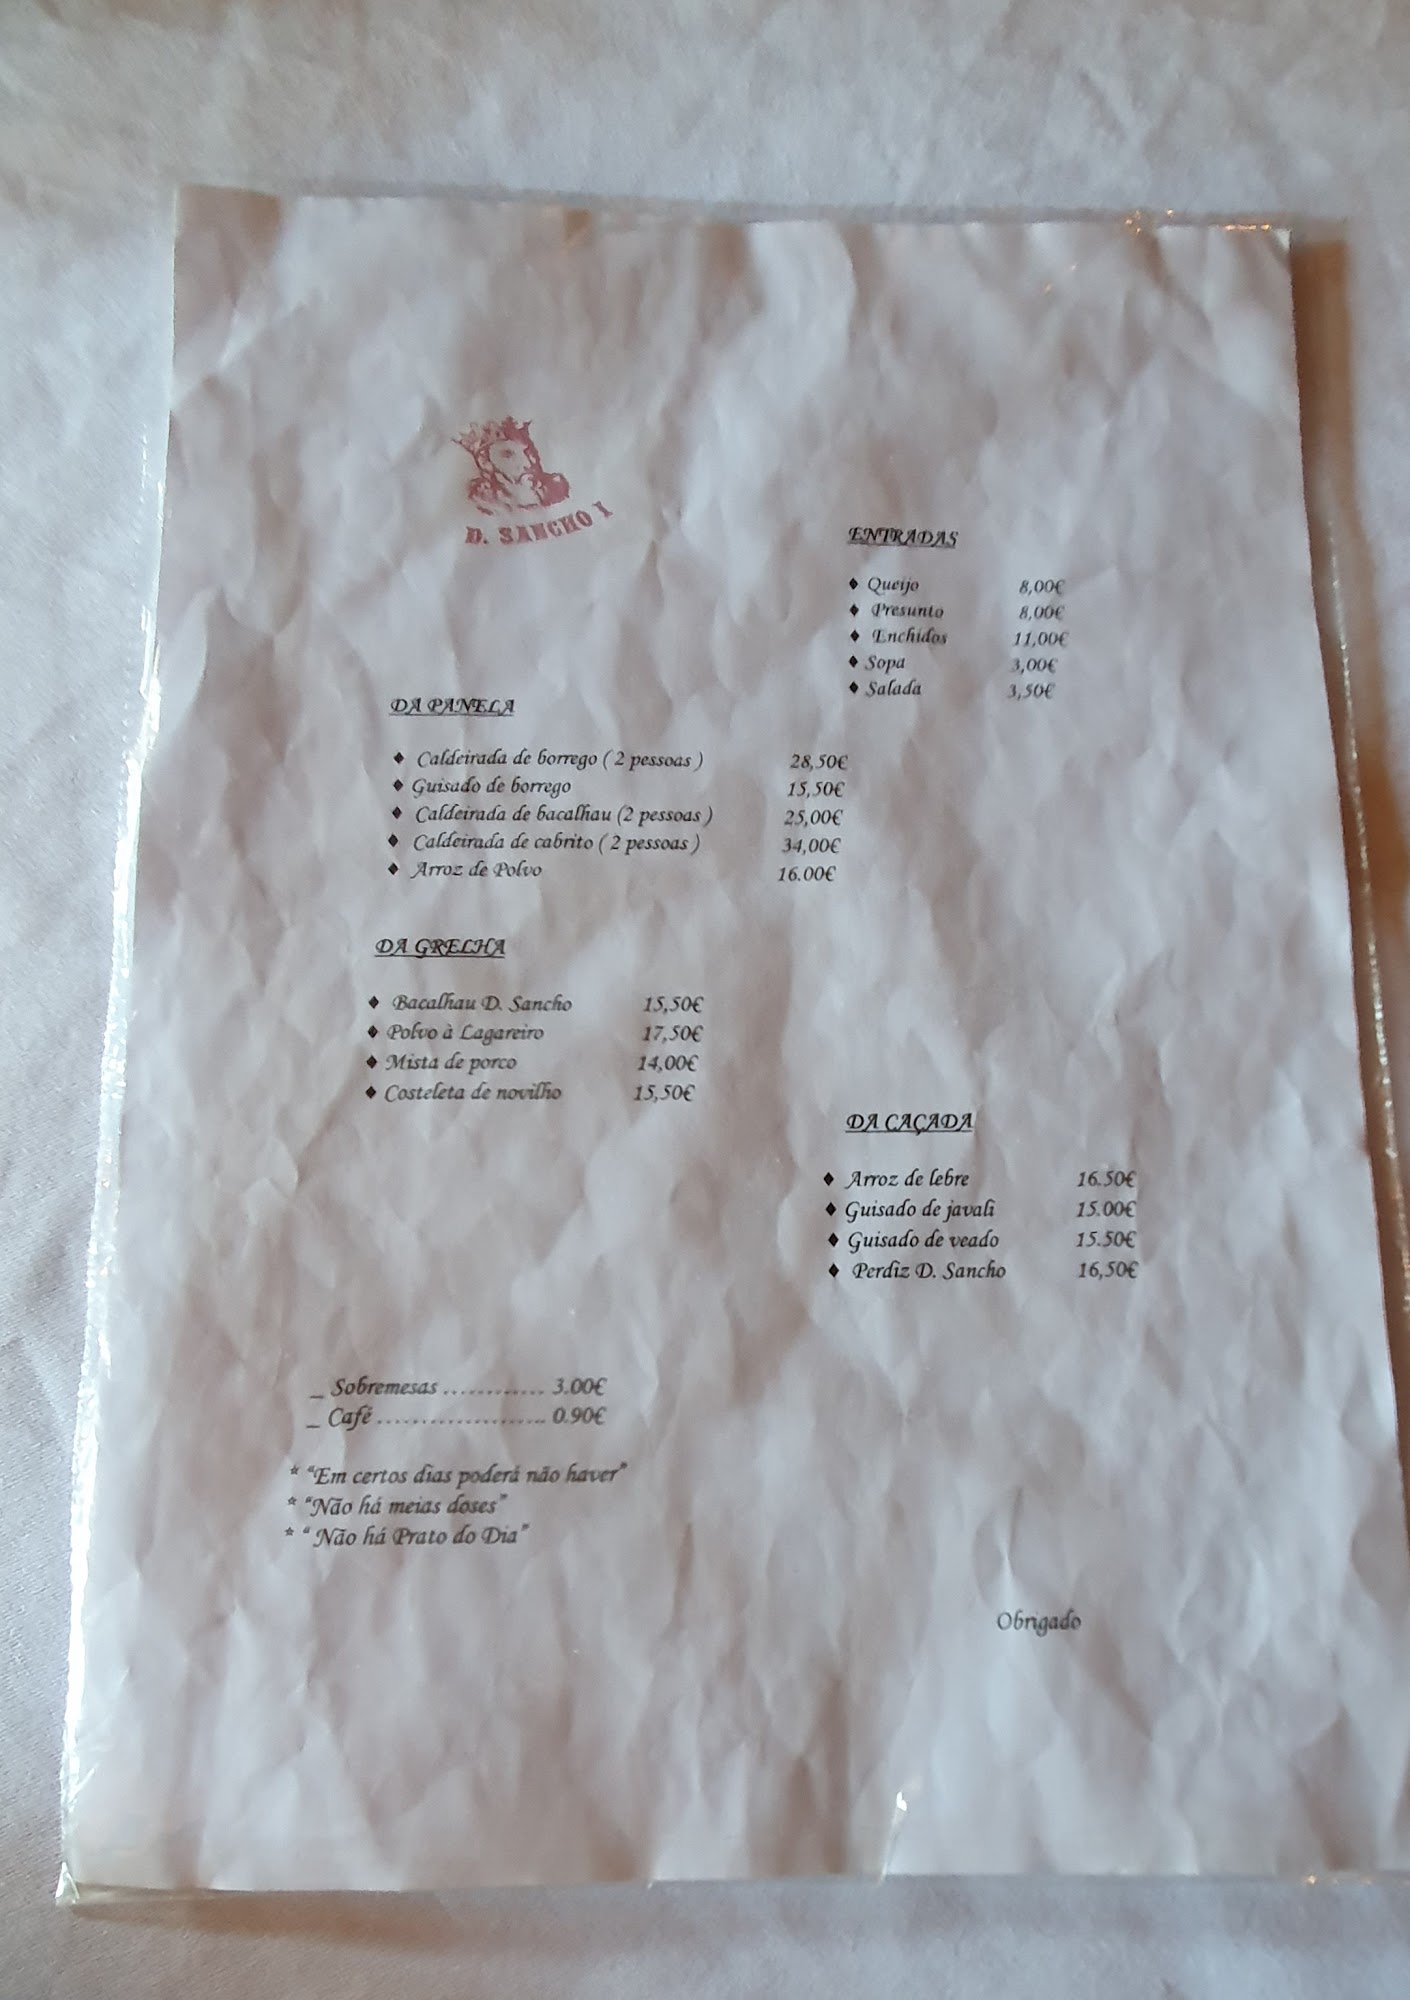 D. SANCHO I
ENTRADAS
♦ Queijo 8,00€
♦ Presunto 8,00€
♦ Enchidos 11,00€
♦ Sopa 3,00€
♦ Salada 3,50€
DA PANELA
♦ Caldeirada de borrego ( 2 pessoas ) 28,50€
♦ Guisado de borrego 15,50€
♦ Caldeirada de bacalhau (2 pessoas ) 25,00€
♦ Caldeirada de cabrito ( 2 pessoas ) 34,00€
♦ Arroz de Polvo 16.00€
DA GRELHA
♦ Bacalhau D. Sancho 15,50€
♦ Polvo à Lagareiro 17,50€
♦ Mista de porco 14,00€
♦ Costeleta de novilho 15,50€
DA CAÇADA
♦ Arroz de lebre 16.50€
♦ Guisado de javali 15.00€
♦ Guisado de veado 15.50€
♦ Perdiz D. Sancho 16,50€
_ Sobremesas ............ 3.00€
_ Café .................... 0.90€
* "Em certos dias poderá não haver"
* "Não há meias doses"
* " Não há Prato do Dia"
Obrigado